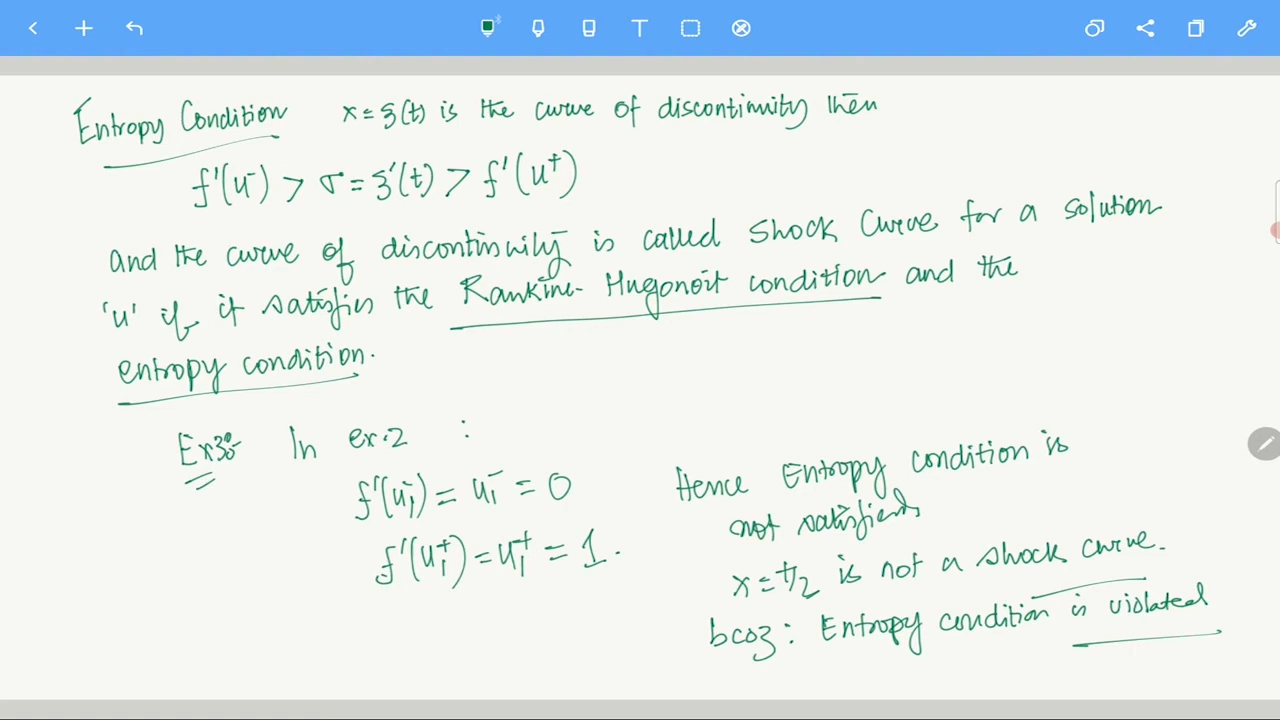 Entropy Condition x = ξ(t) is the curve of discontinuity then
f'(u⁻) > σ = ξ'(t) > f'(u⁺)
and the curve of discontinuity is called Shock Curve for a solution
'u' if it satisfies the Rankine-Hugonoit condition and the
entropy condition.
Ex3:- In ex.2 :
f'(u₁⁻) = u₁⁻ = 0
f'(u₁⁺) = u₁⁺ = 1.
Hence Entropy condition is
not satisfied
x = t/2 is not a shock curve.
bcoz: Entropy condition is violated